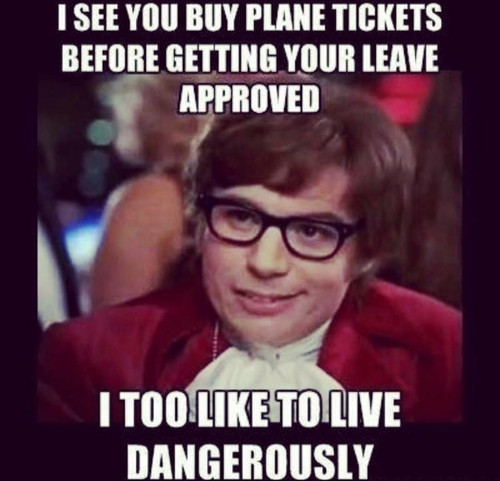 I SEE YOU BUY PLANE TICKETS
BEFORE GETTING YOUR LEAVE
APPROVED
I TOO LIKE TO LIVE
DANGEROUSLY